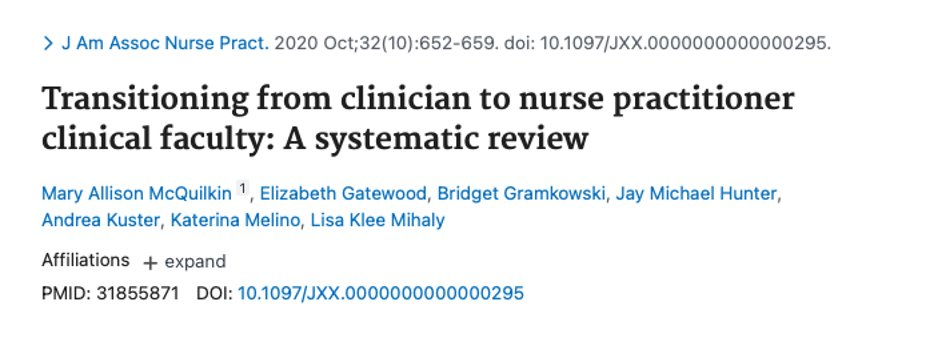 > J Am Assoc Nurse Pract. 2020 Oct;32(10):652-659. doi: 10.1097/JXX.0000000000000295.
Transitioning from clinician to nurse practitioner
clinical faculty: A systematic review
Mary Allison McQuilkin 1, Elizabeth Gatewood, Bridget Gramkowski, Jay Michael Hunter,
Andrea Kuster, Katerina Melino, Lisa Klee Mihaly
Affiliations + expand
PMID: 31855871 DOI: 10.1097/JXX.0000000000000295